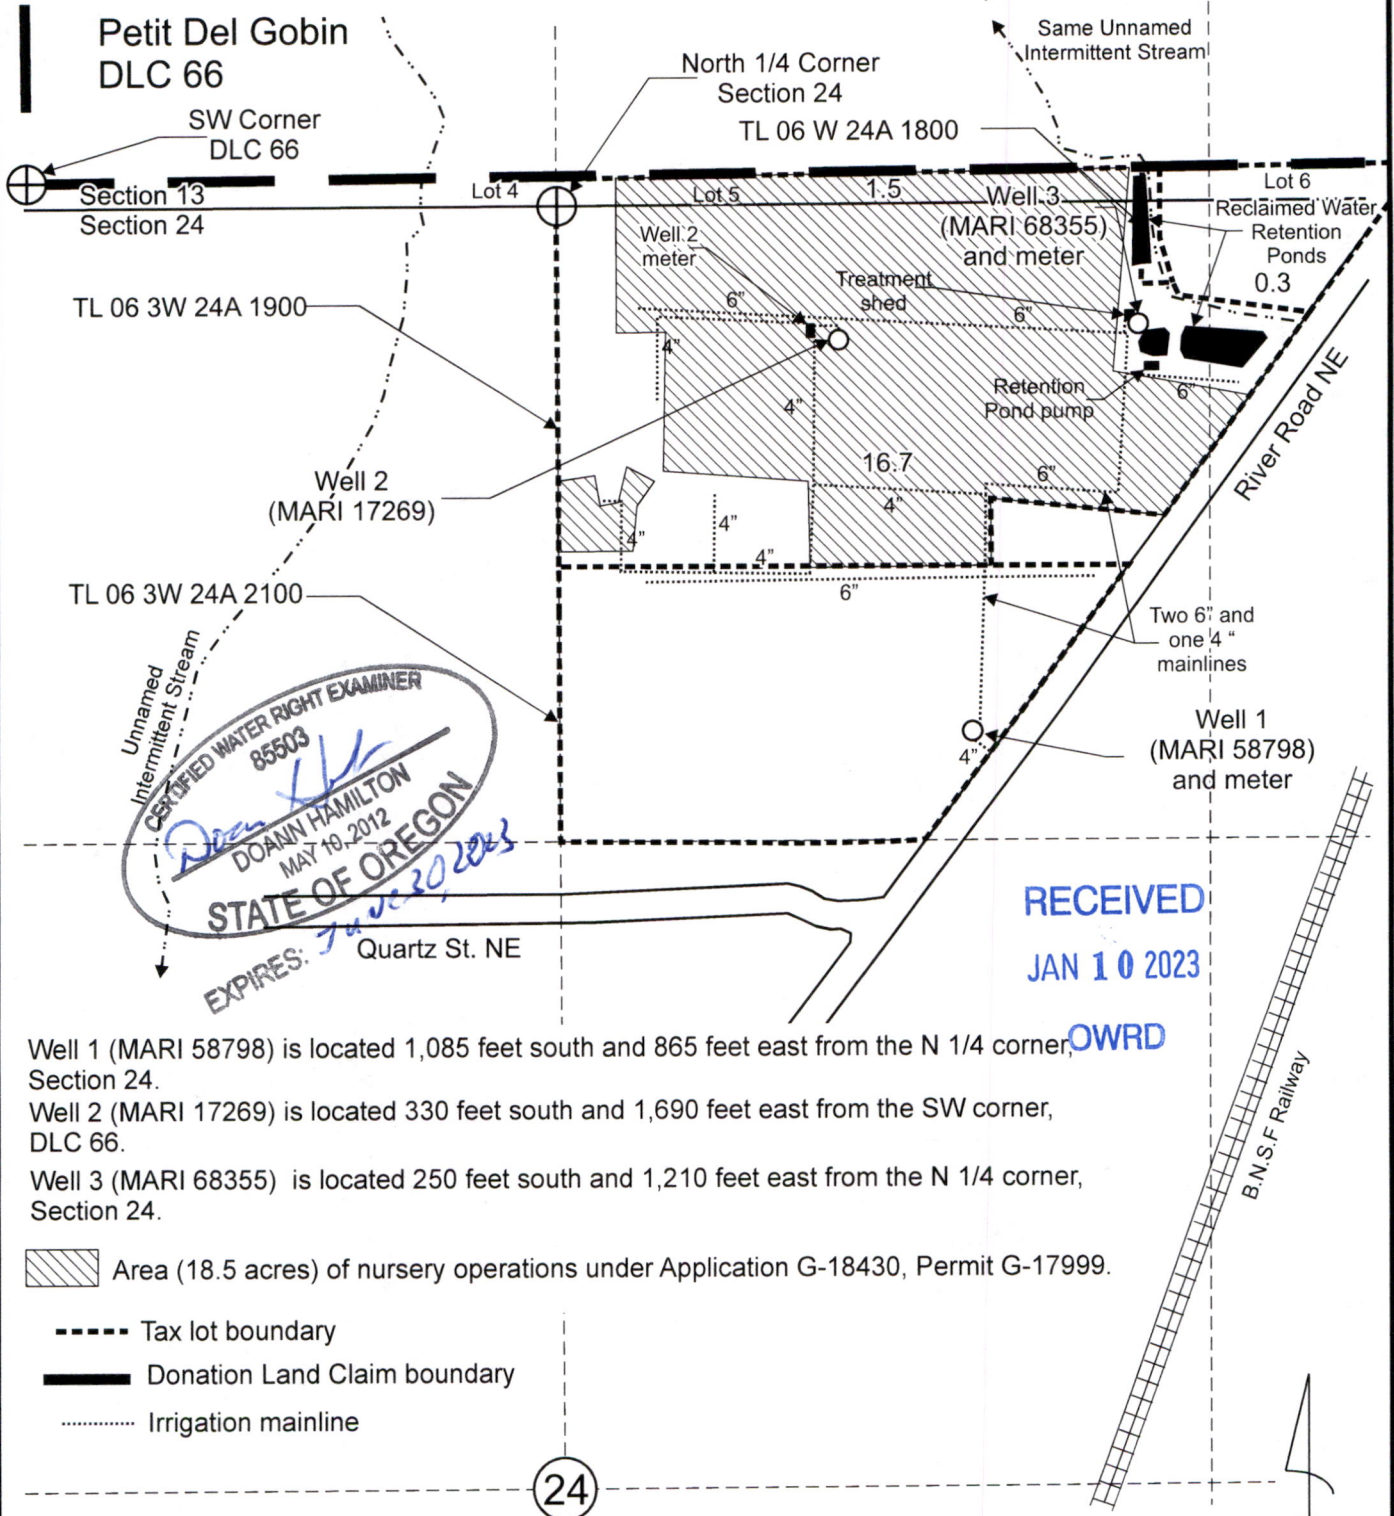 Petit Del Gobin
DLC 66
Same Unnamed
Intermittent Stream
North 1/4 Corner
Section 24
SW Corner
DLC 66
TL 06 W 24A 1800
Section 13
Section 24
Lot 4
Lot 5
1.5
Lot 6
Well 3
(MARI 68355)
and meter
Reclaimed Water
Retention
Ponds
0.3
Well 2
meter
Treatment
shed
6"
6"
TL 06 3W 24A 1900
4"
Retention
Pond pump
6"
4"
River Road NE
16.7
6"
4"
Well 2
(MARI 17269)
4"
4"
4"
6"
TL 06 3W 24A 2100
Two 6" and
one 4 "
mainlines
Unnamed
Intermittent Stream
Well 1
(MARI 58798)
and meter
4"
CERTIFIED WATER RIGHT EXAMINER
85503
Doann
DOANN HAMILTON
MAY 10, 2012
STATE OF OREGON
EXPIRES: June 30, 2023
Quartz St. NE
RECEIVED
JAN 10 2023
OWRD
Well 1 (MARI 58798) is located 1,085 feet south and 865 feet east from the N 1/4 corner,
Section 24.
Well 2 (MARI 17269) is located 330 feet south and 1,690 feet east from the SW corner,
DLC 66.
Well 3 (MARI 68355) is located 250 feet south and 1,210 feet east from the N 1/4 corner,
Section 24.
B.N.S.F Railway
Area (18.5 acres) of nursery operations under Application G-18430, Permit G-17999.
Tax lot boundary
Donation Land Claim boundary
Irrigation mainline
24